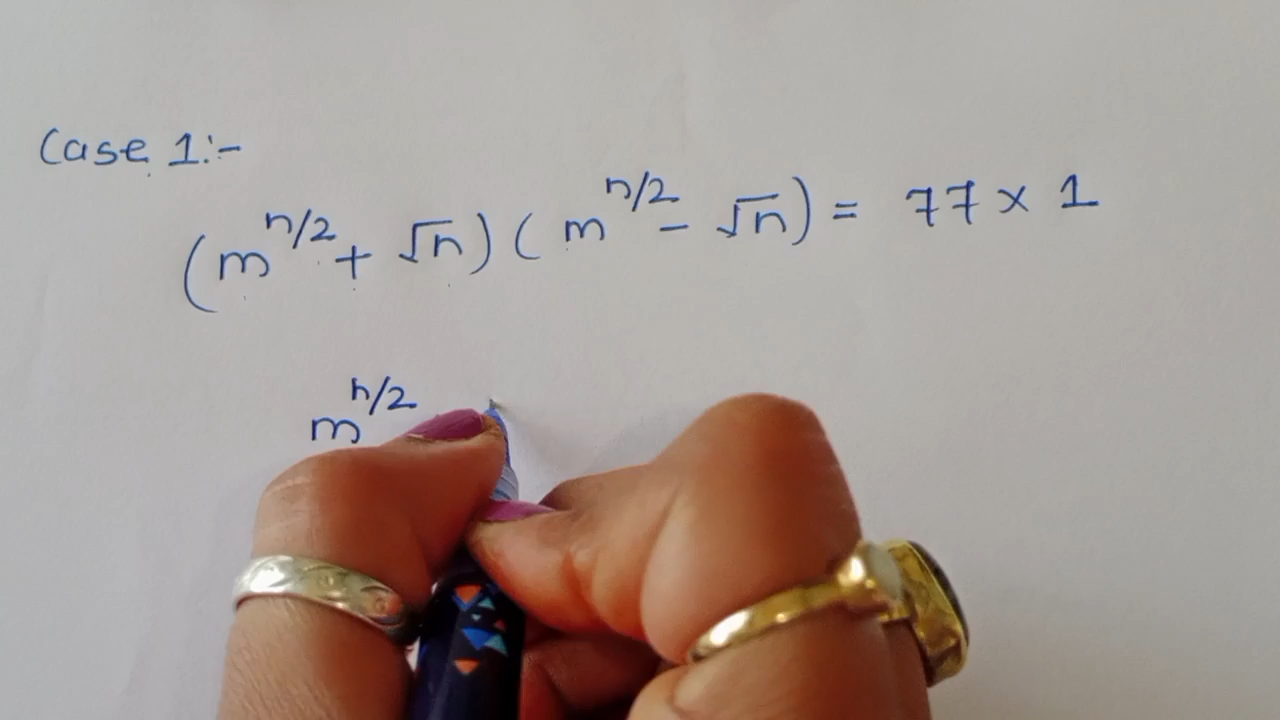 Case 1:-
(m^n/2 + √n) (m^n/2 - √n) = 77 × 1
m^n/2